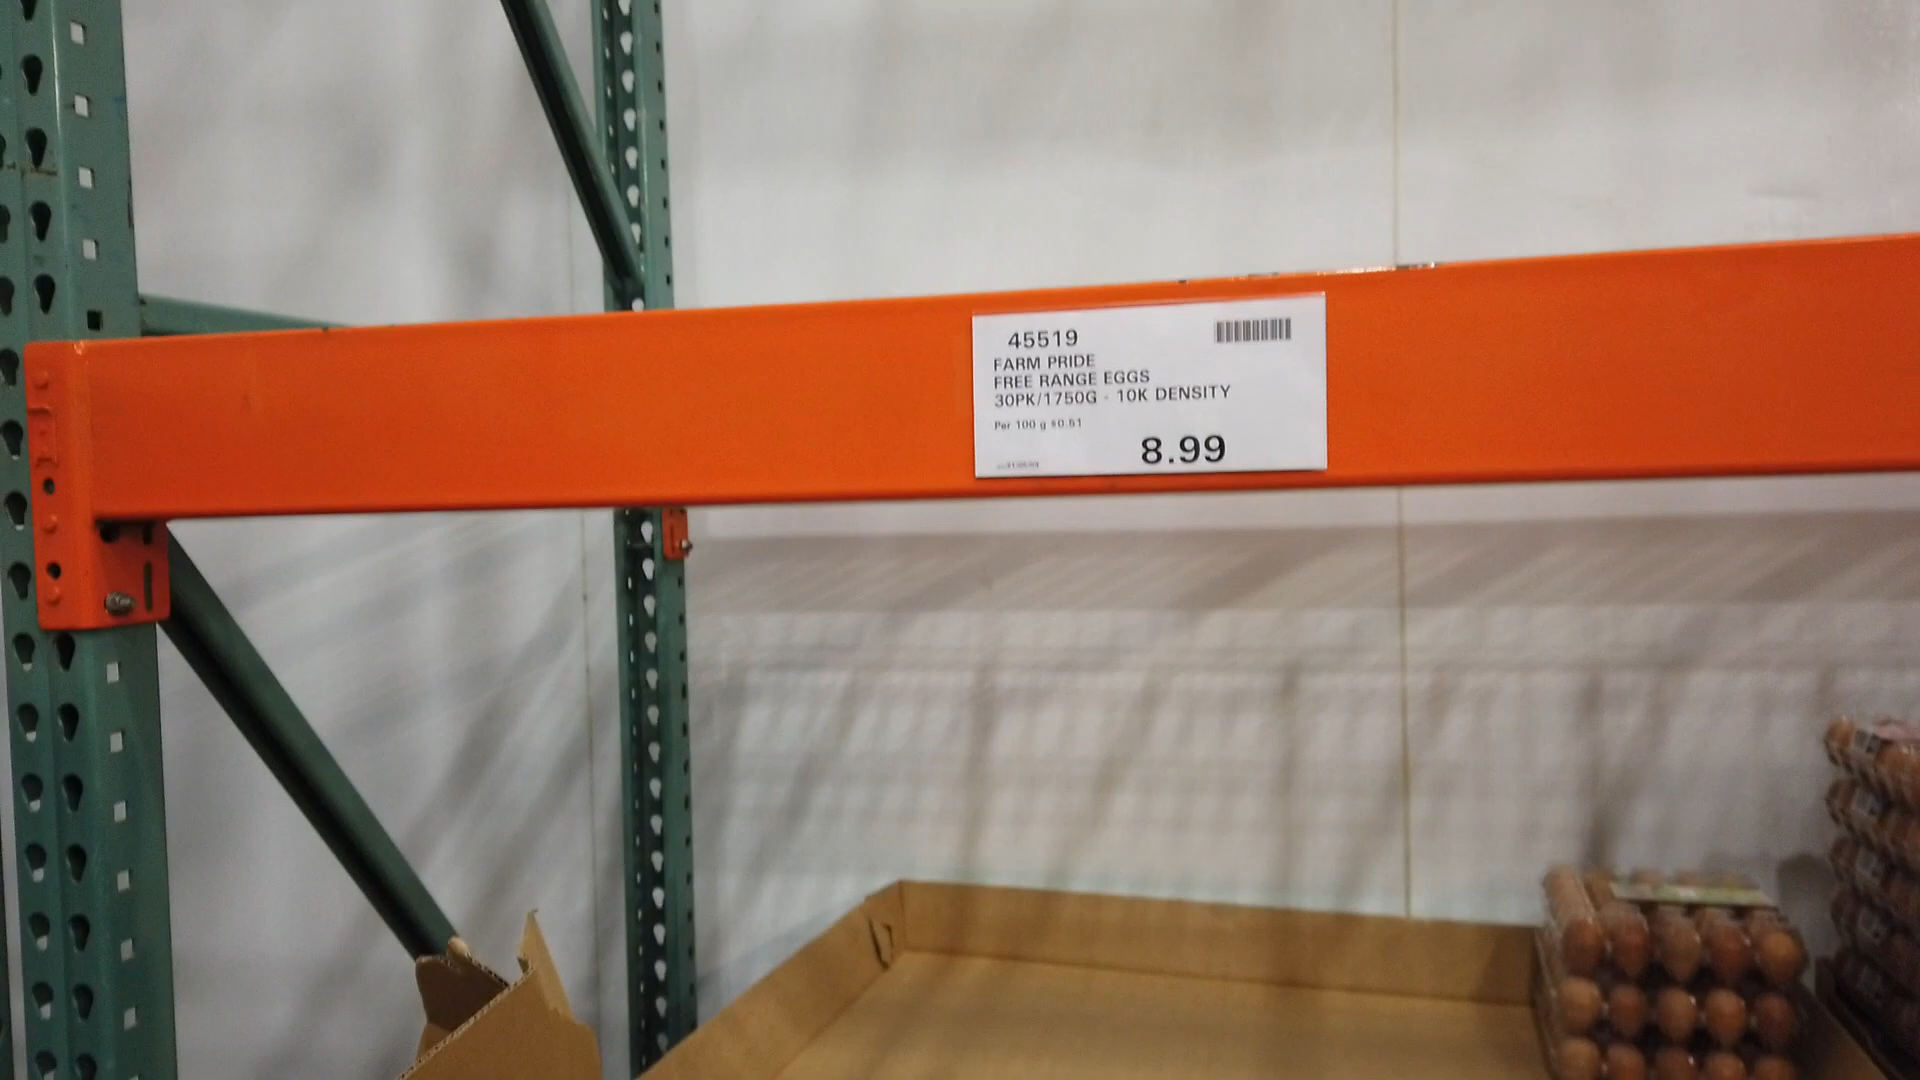 45519
FARM PRIDE
FREE RANGE EGGS
30PK/1750G - 10K DENSITY
Per 100 g $0.51
8.99